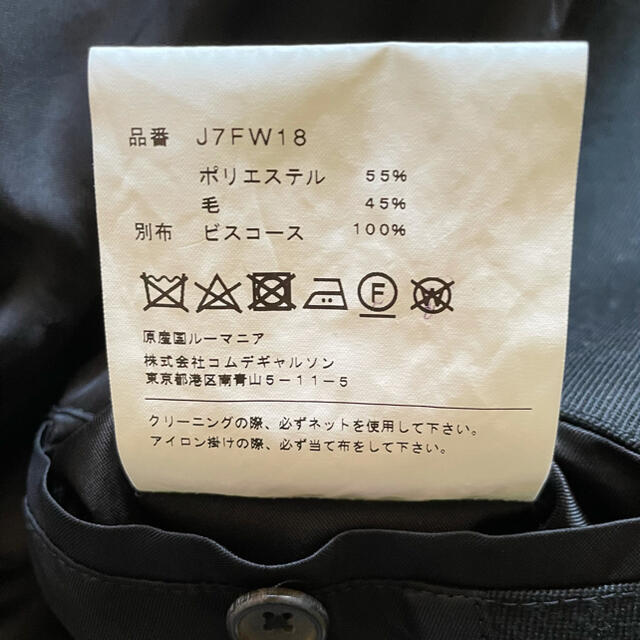 品番 J7FW18
ポリエステル 55%
毛 45%
別布 ビスコース 100%
F W
原産国ルーマニア
株式会社コムデギャルソン
東京都港区南青山5-11-5
クリーニングの際、必ずネットを使用して下さい。
アイロン掛けの際、必ず当て布をして下さい。